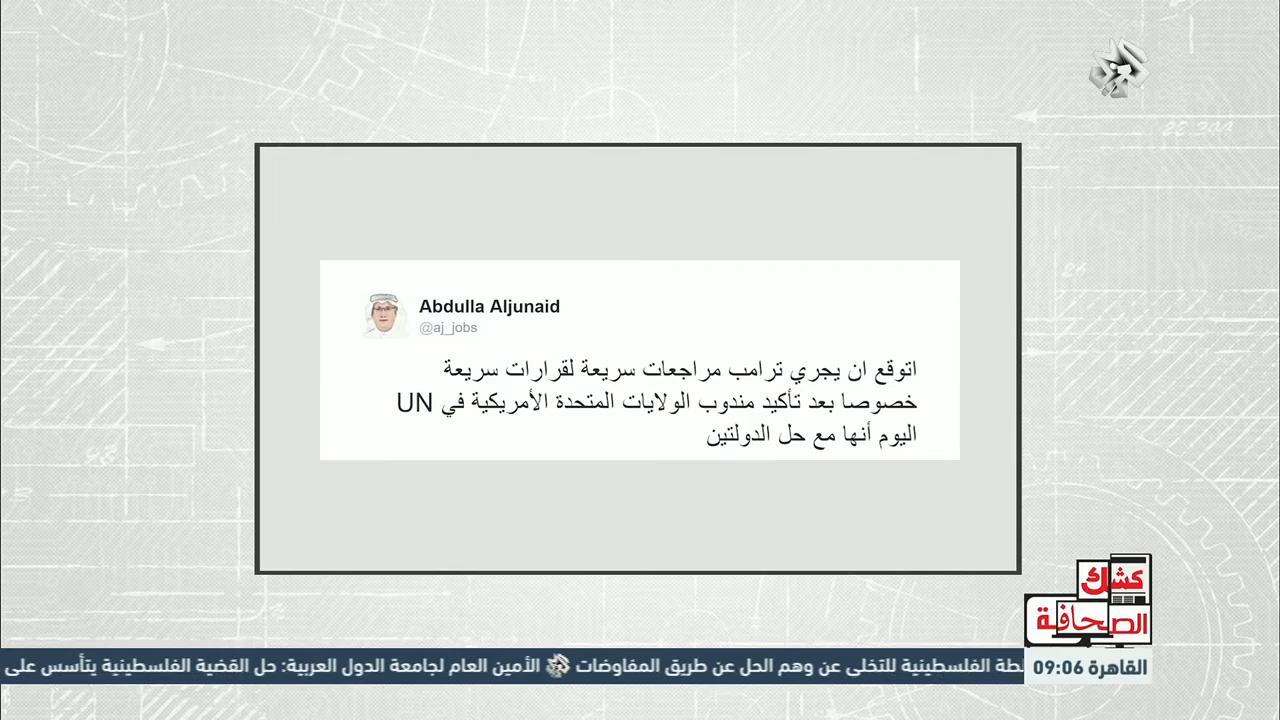 Abdulla Aljunaid
@aj_jobs
اتوقع ان يجري ترامب مراجعات سريعة لقرارات سريعة
خصوصا بعد تأكيد مندوب الولايات المتحدة الأمريكية في UN
اليوم أنها مع حل الدولتين
كشك
الصحافة
القاهرة 09:06
طة الفلسطينية للتخلى عن وهم الحل عن طريق المفاوضات الأمين العام لجامعة الدول العربية: حل القضية الفلسطينية يتأسس على